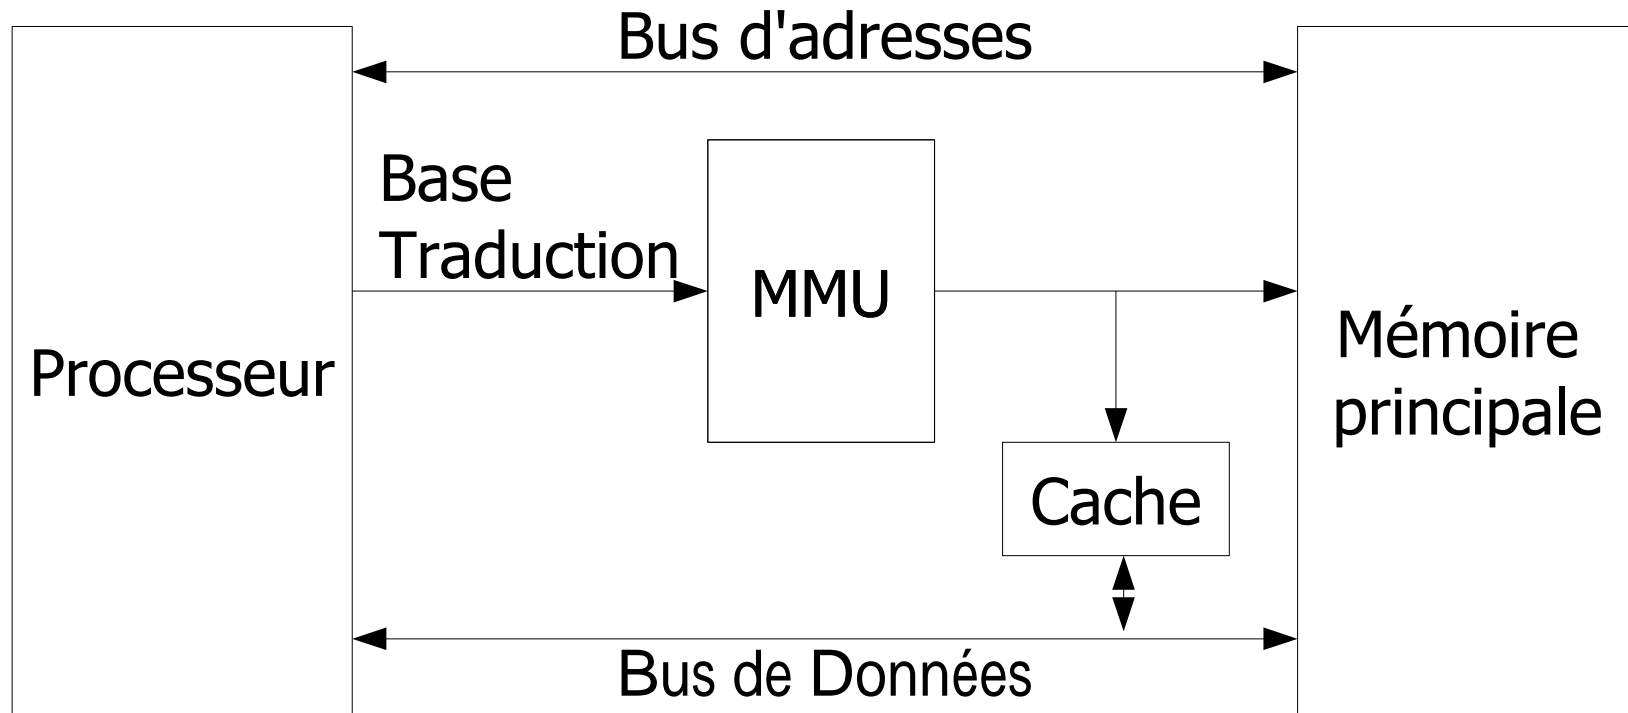 Bus d'adresses
Base
Traduction
MMU
Processeur
Mémoire
principale
Cache
Bus de Données